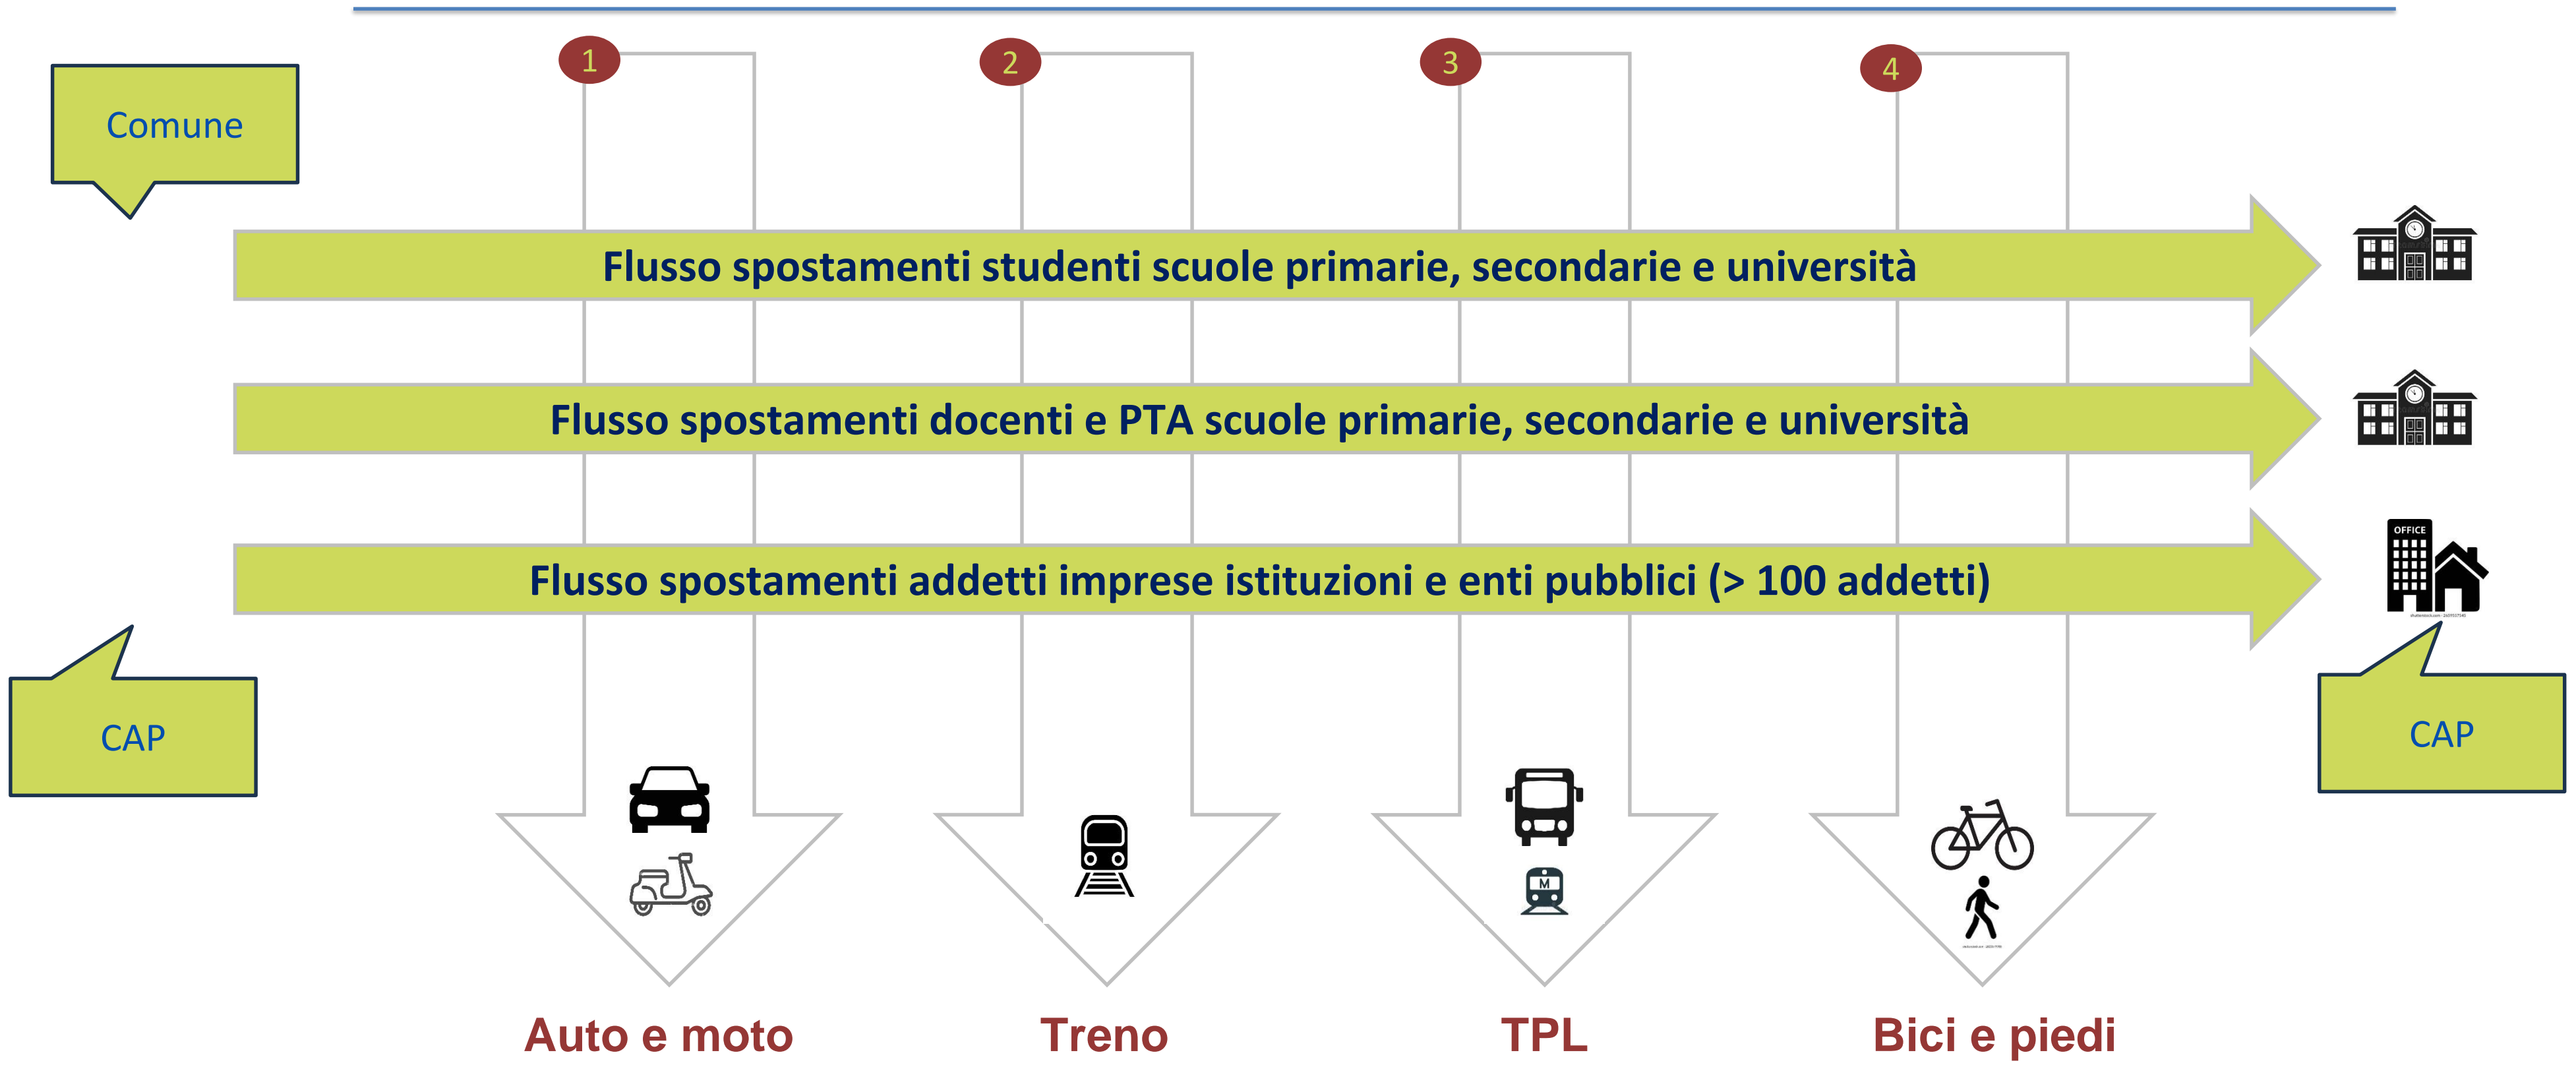 1
2
3
4
Comune
Flusso spostamenti studenti scuole primarie, secondarie e università
Flusso spostamenti docenti e PTA scuole primarie, secondarie e università
OFFICE
Flusso spostamenti addetti imprese istituzioni e enti pubblici (> 100 addetti)
CAP
CAP
M
Auto e moto
Treno
TPL
Bici e piedi